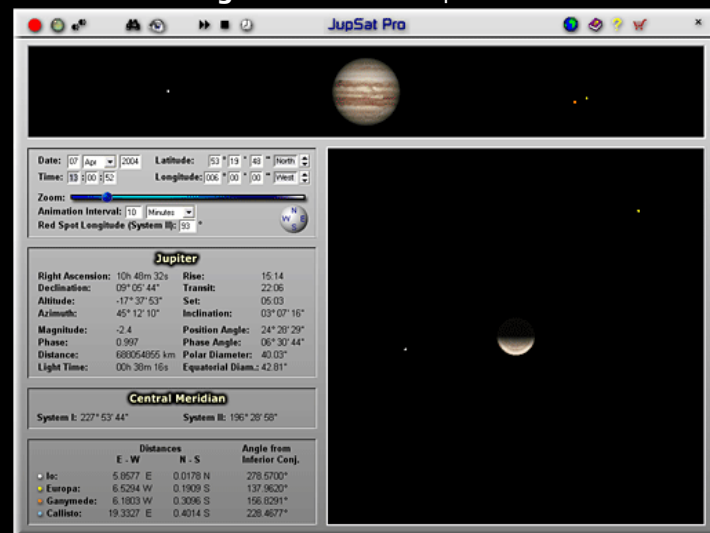 JupSat Pro
Date: 07 Apr 2004 Latitude: 53 ° 19 ' 48 " North
Time: 13 : 00 : 52 Longitude: 006 ° 00 ' 00 " West
Zoom:
Animation Interval: 10 Minutes
Red Spot Longitude (System II): 93 °
N
W E
S
Jupiter
Right Ascension: 10h 48m 32s Rise: 15:14
Declination: 09° 05' 44" Transit: 22:06
Altitude: -17° 37' 53" Set: 05:03
Azimuth: 45° 12' 10" Inclination: 03° 07' 16"
Magnitude: -2.4 Position Angle: 24° 28' 29"
Phase: 0.997 Phase Angle: 06° 30' 44"
Distance: 688054855 km Polar Diameter: 40.03"
Light Time: 00h 38m 16s Equatorial Diam.: 42.81"
Central Meridian
System I: 227° 53' 44" System II: 196° 28' 58"
Distances Angle from
E - W N - S Inferior Conj.
Io: 5.8577 E 0.0178 N 278.5700°
Europa: 6.5294 W 0.1909 S 137.9620°
Ganymede: 6.1803 W 0.3096 S 156.8291°
Callisto: 19.3327 E 0.4014 S 228.4677°